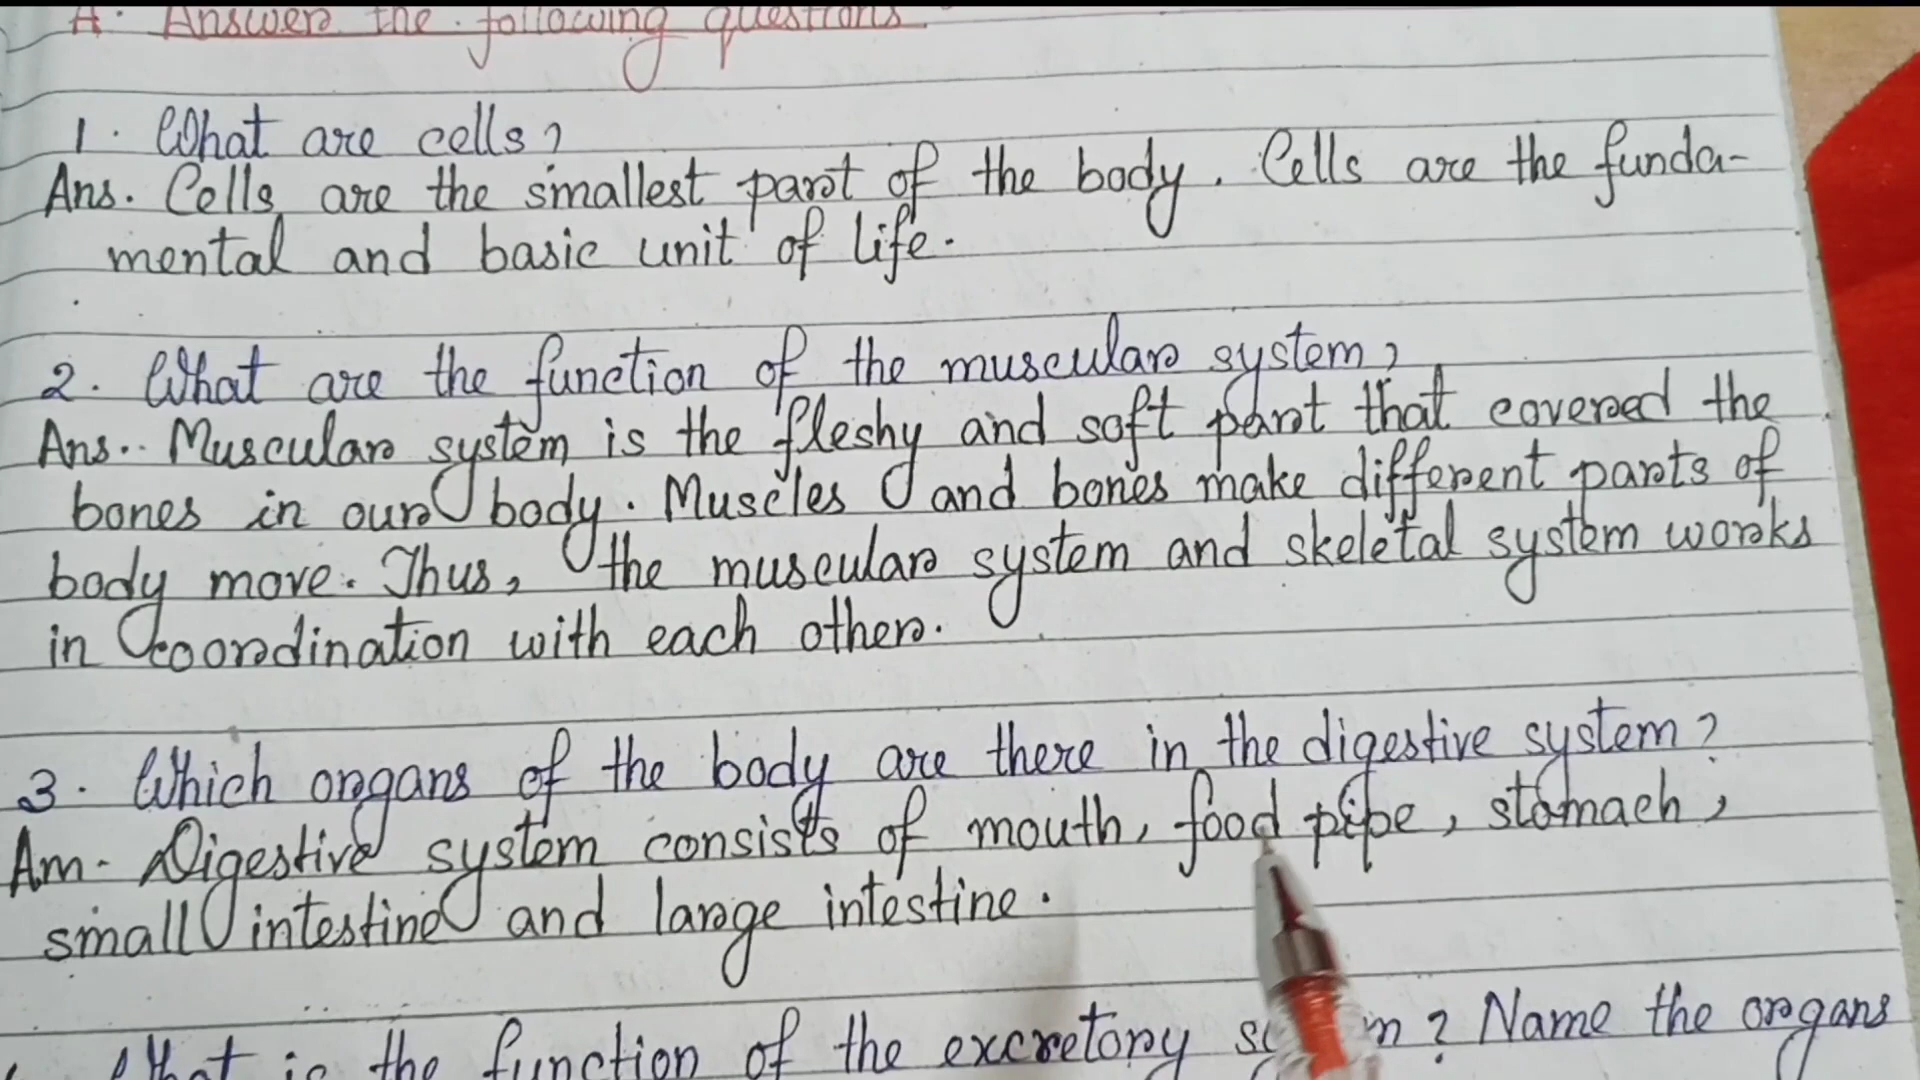 A. Answer the following questions.
1. What are cells?
Ans. Cells are the smallest part of the body. Cells are the funda-
mental and basic unit of life.
2. What are the function of the muscular system?
Ans.. Muscular system is the fleshy and soft part that covered the
bones in our body. Muscles and bones make different parts of
body move. Thus, the muscular system and skeletal system works
in coordination with each other.
3. Which organs of the body are there in the digestive system?
Ans. Digestive system consists of mouth, food pipe, stomach,
small intestine and large intestine.
What is the function of the excretory system? Name the organs